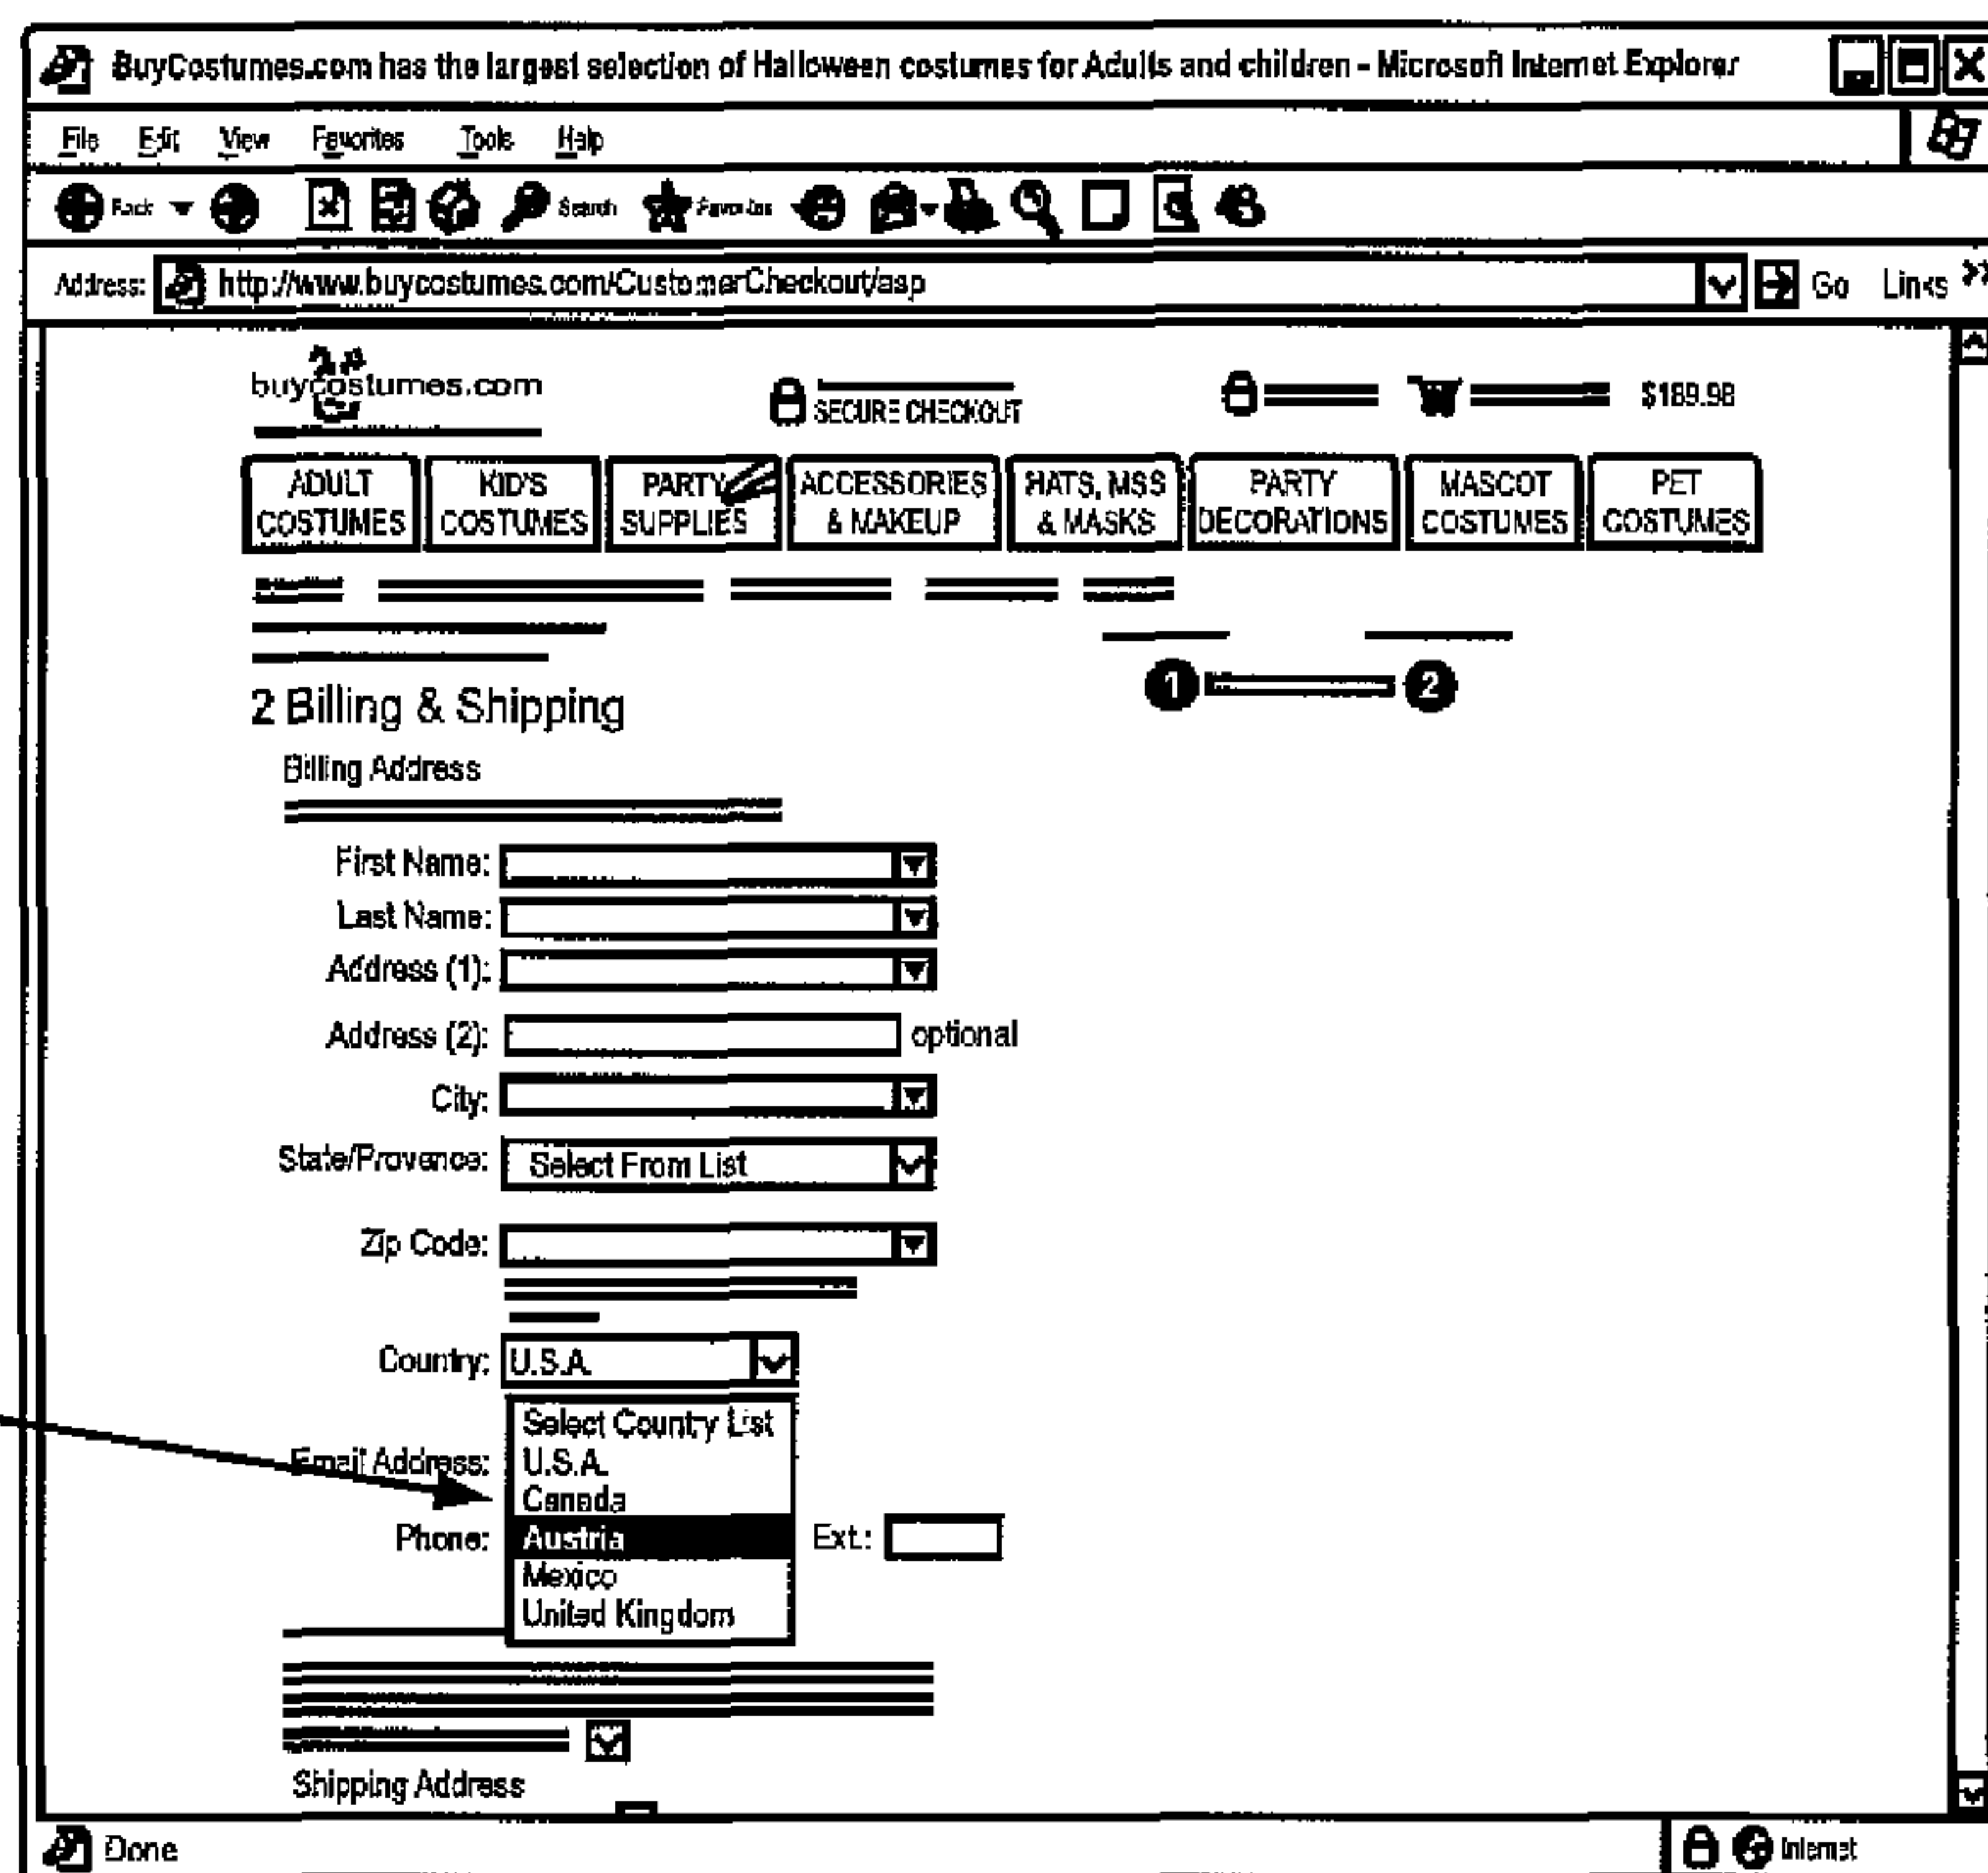 BuyCostumes.com has the largest selection of Halloween costumes for Adults and children - Microsoft Internet Explorer
File Edit View Favorites Tools Help
Back Search Favorites
Address: http://www.buycostumes.com/CustomerCheckout/asp Go Links
buycostumes.com
SECURE CHECKOUT
$189.98
ADULT COSTUMES
KID'S COSTUMES
PARTY SUPPLIES
ACCESSORIES & MAKEUP
HATS, MSS & MASKS
PARTY DECORATIONS
MASCOT COSTUMES
PET COSTUMES
1 2
2 Billing & Shipping
Billing Address
First Name:
Last Name:
Address (1):
Address (2): optional
City:
State/Provence: Select From List
Zip Code:
Country: U.S.A.
Select Country List
Email Address: U.S.A.
Canada
Phone: Austria Ext.:
Mexico
United Kingdom
Shipping Address
Done Internet